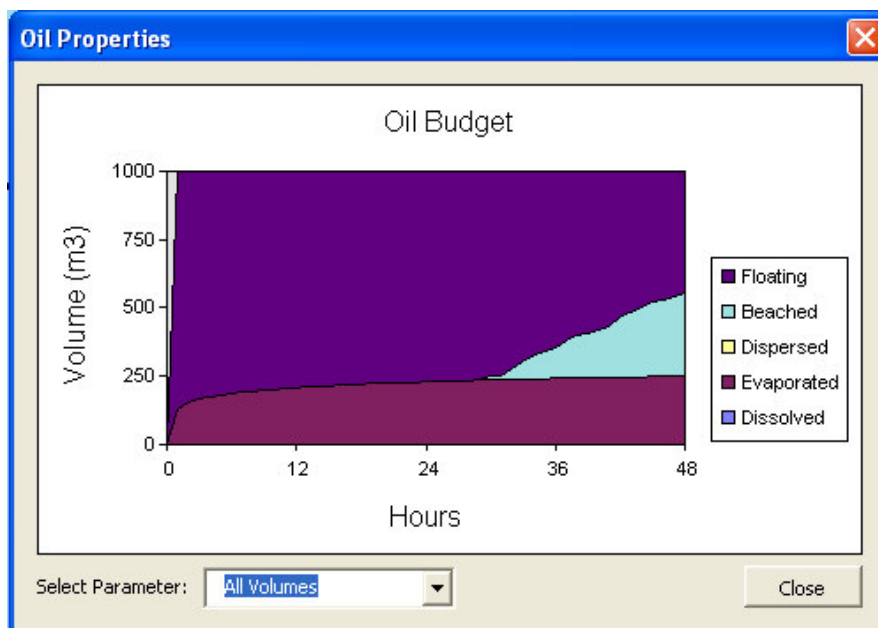 Oil Properties
Oil Budget
Volume (m3)
1000
750
500
250
0
0 12 24 36 48
Hours
Floating
Beached
Dispersed
Evaporated
Dissolved
Select Parameter: All Volumes Close